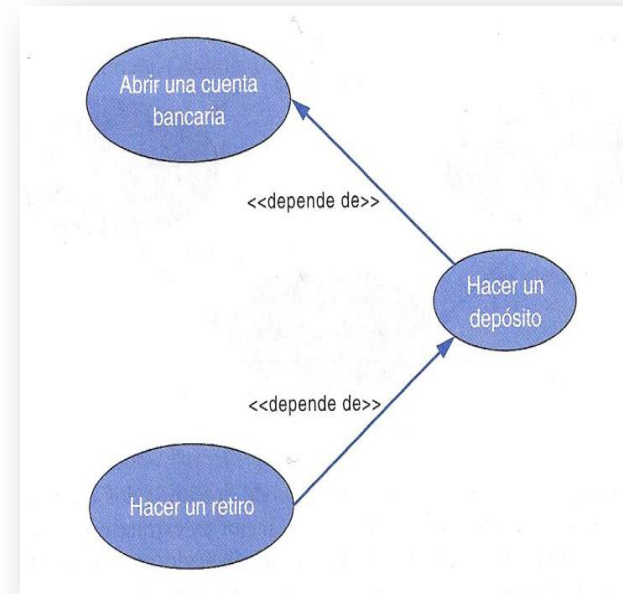 Abrir una cuenta
bancaria
<<depende de>>
Hacer un
depósito
<<depende de>>
Hacer un retiro